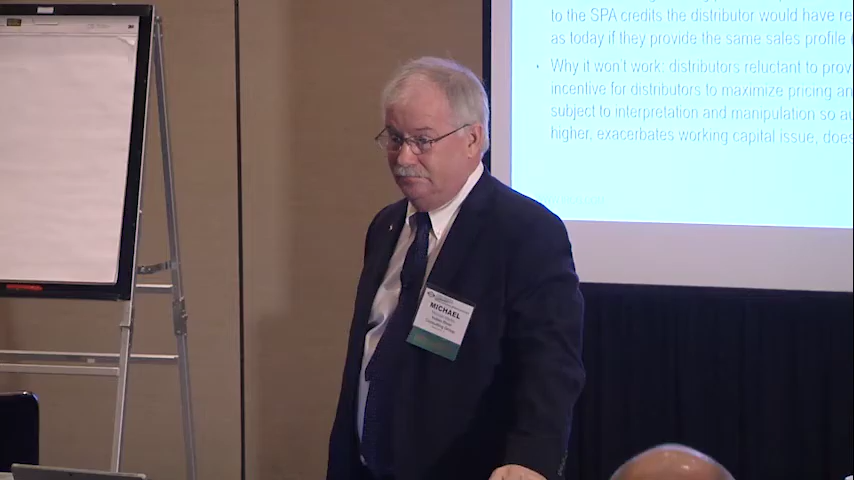 to the SPA credits the distributor would have re
as today if they provide the same sales profile
Why it won't work: distributors reluctant to prov
incentive for distributors to maximize pricing an
subject to interpretation and manipulation so au
higher, exacerbates working capital issue, does
MICHAEL